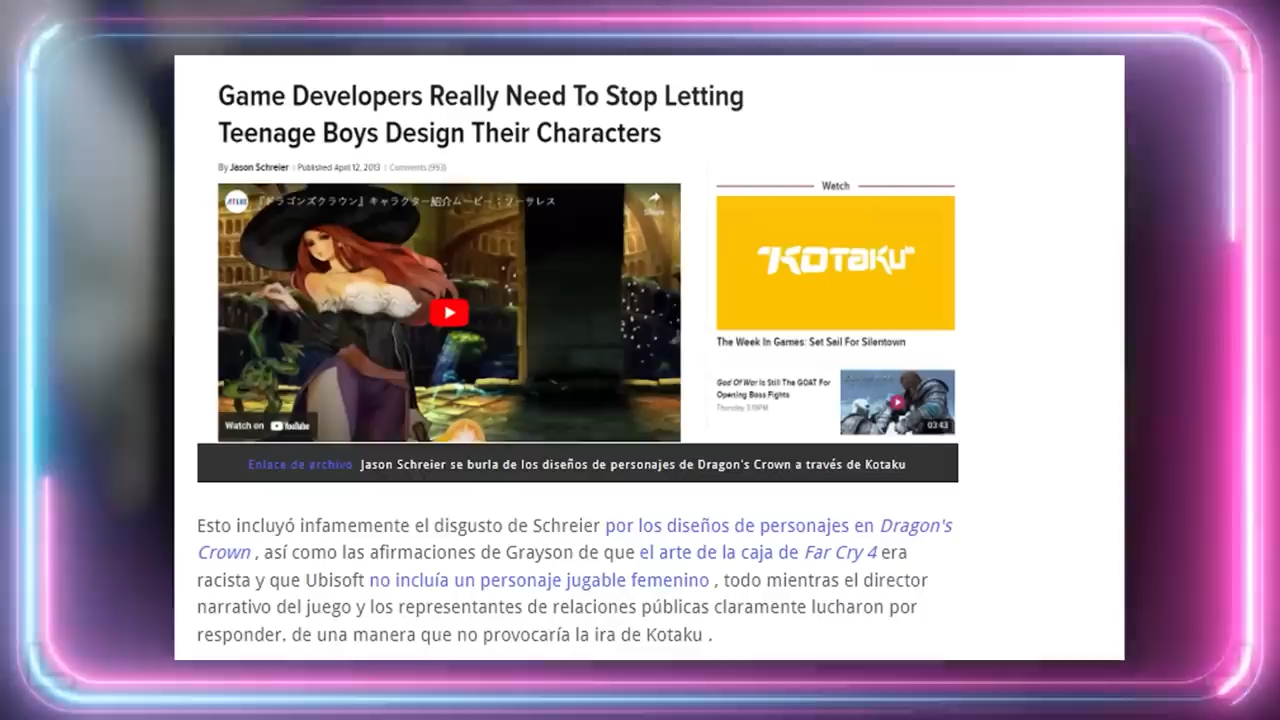 Game Developers Really Need To Stop Letting
Teenage Boys Design Their Characters
By Jason Schreier | Published April 12, 2013 | Comments (993)
ATLUS
『ドラゴンズクラウン』キャラクター紹介ムービー：ソーサレス
Share
Watch on YouTube
Watch
KOTAKU
The Week In Games: Set Sail For Silentown
God Of War Is Still The GOAT For
Opening Boss Fights
Thursday 3:19PM
03:43
Enlace de archivo Jason Schreier se burla de los diseños de personajes de Dragon's Crown a través de Kotaku
Esto incluyó infamemente el disgusto de Schreier por los diseños de personajes en Dragon's
Crown , así como las afirmaciones de Grayson de que el arte de la caja de Far Cry 4 era
racista y que Ubisoft no incluía un personaje jugable femenino , todo mientras el director
narrativo del juego y los representantes de relaciones públicas claramente lucharon por
responder. de una manera que no provocaría la ira de Kotaku .